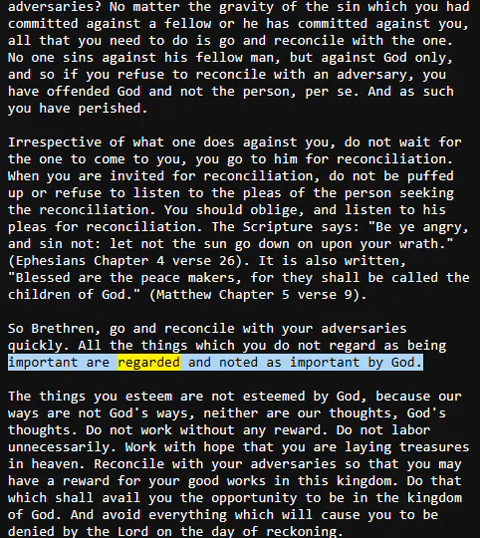 adversaries? No matter the gravity of the sin which you had
committed against a fellow or he has committed against you,
all that you need to do is go and reconcile with the one.
No one sins against his fellow man, but against God only,
and so if you refuse to reconcile with an adversary, you
have offended God and not the person, per se. And as such
you have perished.
Irrespective of what one does against you, do not wait for
the one to come to you, you go to him for reconciliation.
When you are invited for reconciliation, do not be puffed
up or refuse to listen to the pleas of the person seeking
the reconciliation. You should oblige, and listen to his
pleas for reconciliation. The Scripture says: "Be ye angry,
and sin not: let not the sun go down on upon your wrath."
(Ephesians Chapter 4 verse 26). It is also written,
"Blessed are the peace makers, for they shall be called the
children of God." (Matthew Chapter 5 verse 9).
So Brethren, go and reconcile with your adversaries
quickly. All the things which you do not regard as being
important are regarded and noted as important by God.
The things you esteem are not esteemed by God, because our
ways are not God's ways, neither are our thoughts, God's
thoughts. Do not work without any reward. Do not labor
unnecessarily. Work with hope that you are laying treasures
in heaven. Reconcile with your adversaries so that you may
have a reward for your good works in this kingdom. Do that
which shall avail you the opportunity to be in the kingdom
of God. And avoid everything which will cause you to be
denied by the Lord on the day of reckoning.